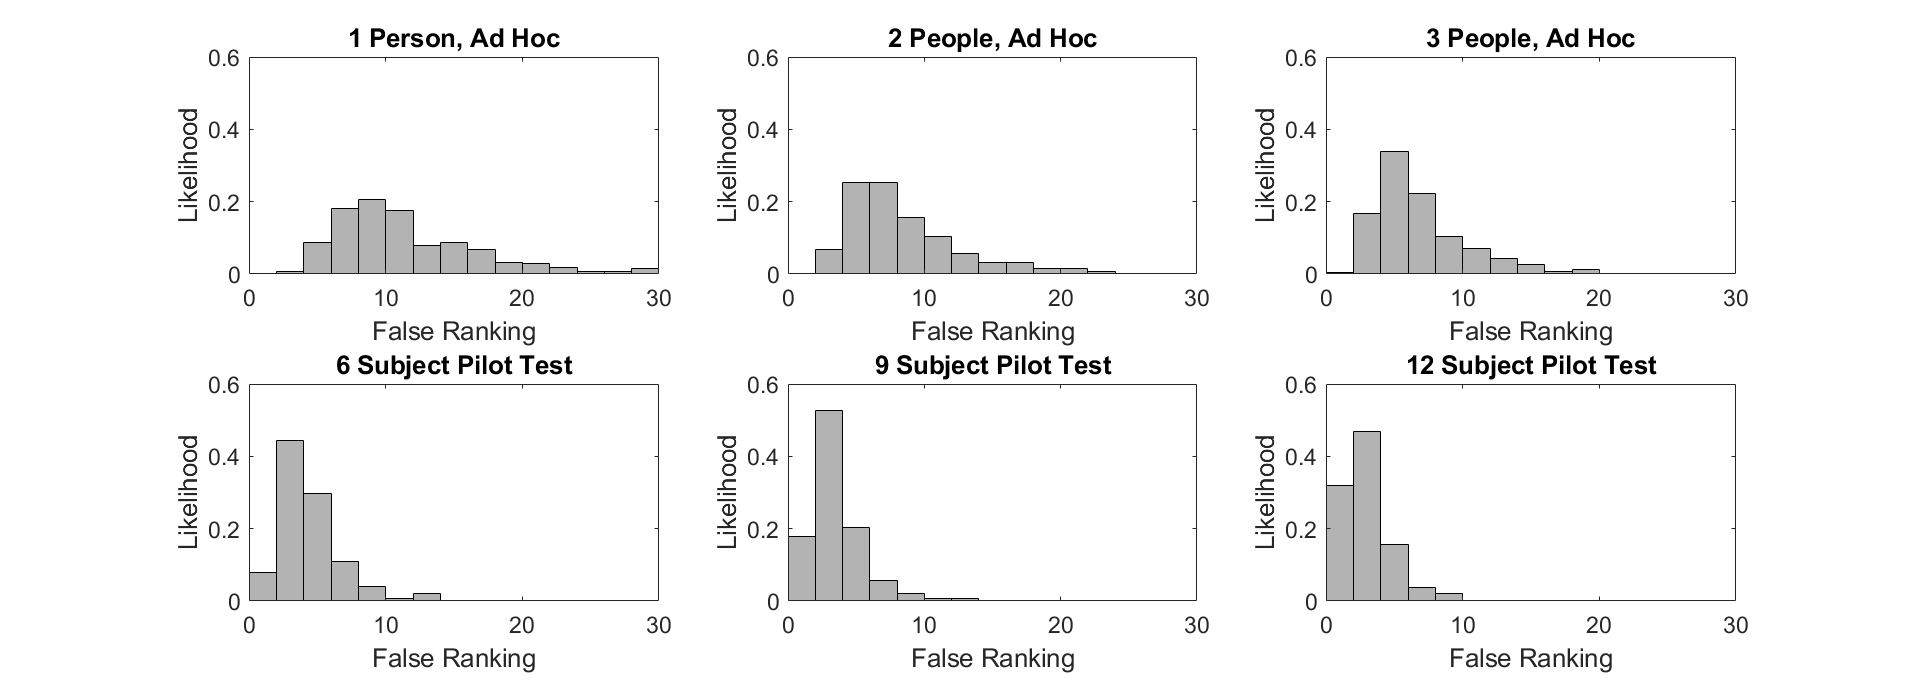 1 Person, Ad Hoc
0.6
0.4
0.2
0
Likelihood
0 10 20 30
False Ranking
2 People, Ad Hoc
0.6
0.4
0.2
0
Likelihood
0 10 20 30
False Ranking
3 People, Ad Hoc
0.6
0.4
0.2
0
Likelihood
0 10 20 30
False Ranking
6 Subject Pilot Test
0.6
0.4
0.2
0
Likelihood
0 10 20 30
False Ranking
9 Subject Pilot Test
0.6
0.4
0.2
0
Likelihood
0 10 20 30
False Ranking
12 Subject Pilot Test
0.6
0.4
0.2
0
Likelihood
0 10 20 30
False Ranking